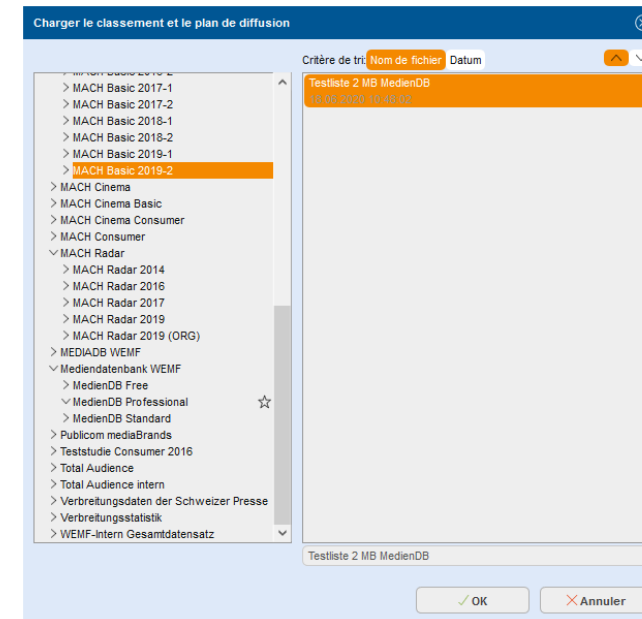 Charger le classement et le plan de diffusion
Critère de tri: Nom de fichier Datum
MACH Basic 2016-2
MACH Basic 2017-1
MACH Basic 2017-2
MACH Basic 2018-1
MACH Basic 2018-2
MACH Basic 2019-1
MACH Basic 2019-2
MACH Cinema
MACH Cinema Basic
MACH Cinema Consumer
MACH Consumer
MACH Radar
MACH Radar 2014
MACH Radar 2016
MACH Radar 2017
MACH Radar 2019
MACH Radar 2019 (ORG)
MEDIADB WEMF
Mediendatenbank WEMF
MedienDB Free
MedienDB Professional
MedienDB Standard
Publicom mediaBrands
Teststudie Consumer 2016
Total Audience
Total Audience intern
Verbreitungsdaten der Schweizer Presse
Verbreitungsstatistik
WEMF-Intern Gesamtdatensatz
Testliste 2 MB MedienDB
Testliste 2 MB MedienDB
OK
Annuler